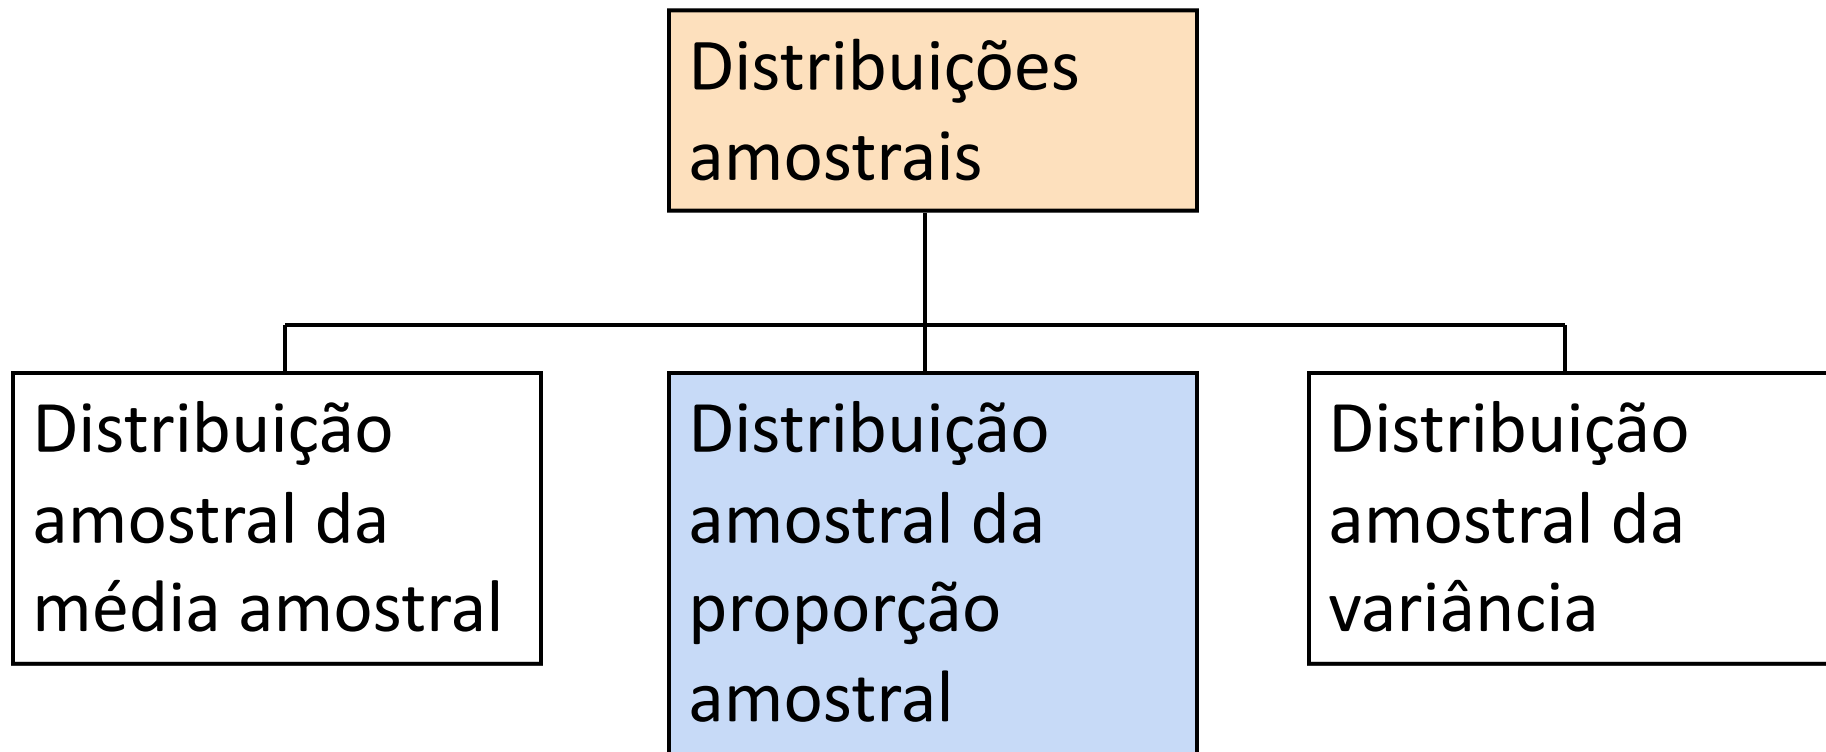 Distribuições
amostrais
Distribuição
amostral da
média amostral
Distribuição
amostral da
proporção
amostral
Distribuição
amostral da
variância